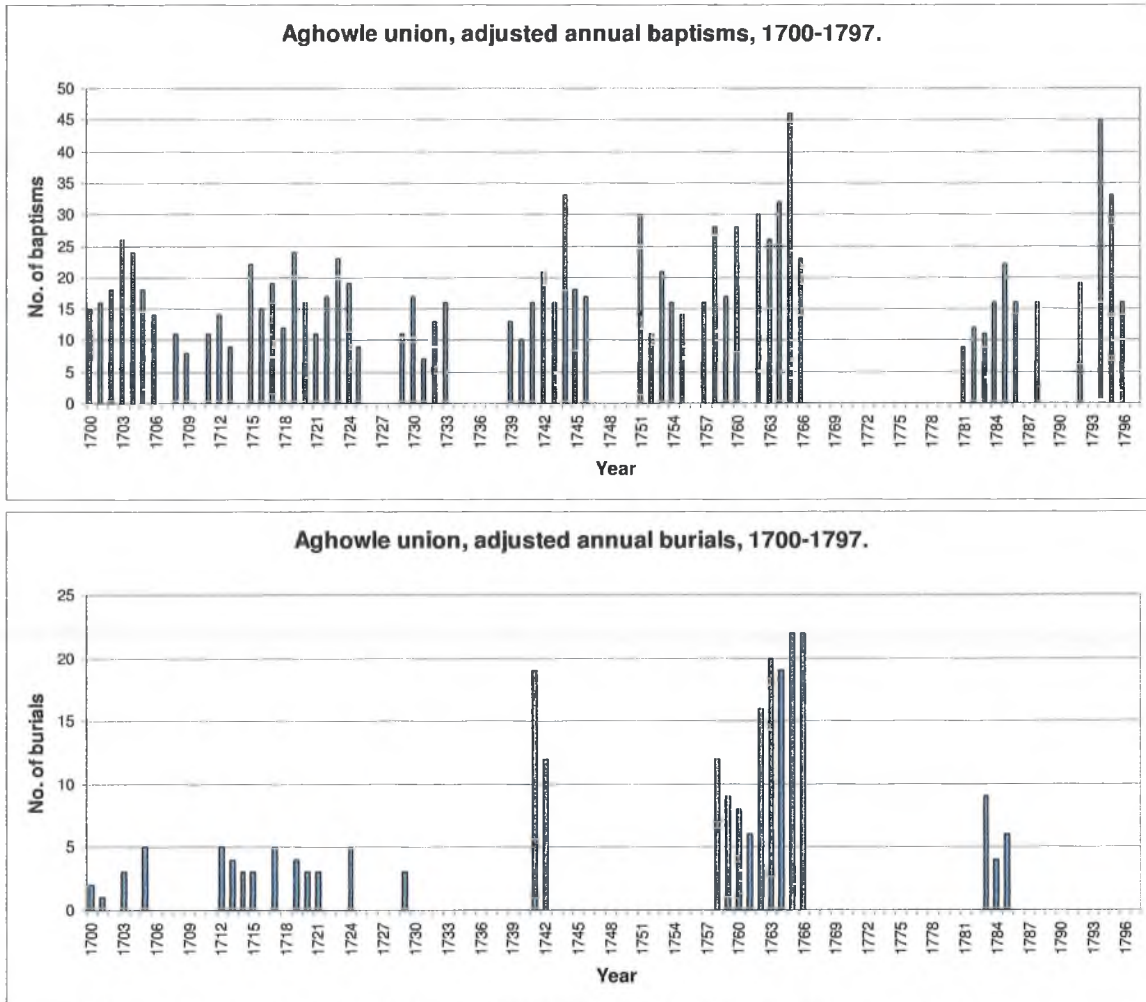 Aghowle union, adjusted annual baptisms, 1700-1797.
No. of baptisms
50
45
40
35
30
25
20
15
10
5
0
1700 1703 1706 1709 1712 1715 1718 1721 1724 1727 1730 1733 1736 1739 1742 1745 1748 1751 1754 1757 1760 1763 1766 1769 1772 1775 1778 1781 1784 1787 1790 1793 1796
Year
Aghowle union, adjusted annual burials, 1700-1797.
No. of burials
25
20
15
10
5
0
1700 1703 1706 1709 1712 1715 1718 1721 1724 1727 1730 1733 1736 1739 1742 1745 1748 1751 1754 1757 1760 1763 1766 1769 1772 1775 1778 1781 1784 1787 1790 1793 1796
Year